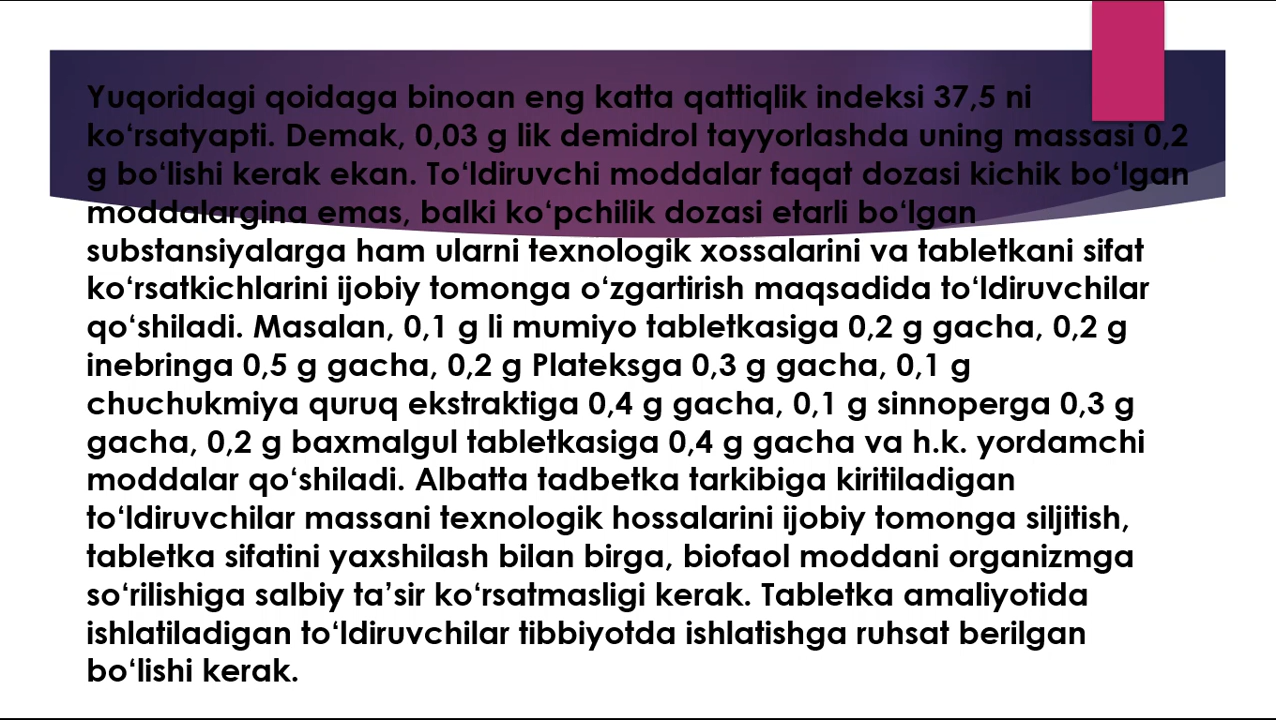 Yuqoridagi qoidaga binoan eng katta qattiqlik indeksi 37,5 ni
ko‘rsatyapti. Demak, 0,03 g lik demidrol tayyorlashda uning massasi 0,2
g bo‘lishi kerak ekan. To‘ldiruvchi moddalar faqat dozasi kichik bo‘lgan
moddalargina emas, balki ko‘pchilik dozasi etarli bo‘lgan
substansiyalarga ham ularni texnologik xossalarini va tabletkani sifat
ko‘rsatkichlarini ijobiy tomonga o‘zgartirish maqsadida to‘ldiruvchilar
qo‘shiladi. Masalan, 0,1 g li mumiyo tabletkasiga 0,2 g gacha, 0,2 g
inebringa 0,5 g gacha, 0,2 g Plateksga 0,3 g gacha, 0,1 g
chuchukmiya quruq ekstraktiga 0,4 g gacha, 0,1 g sinnoperga 0,3 g
gacha, 0,2 g baxmalgul tabletkasiga 0,4 g gacha va h.k. yordamchi
moddalar qo‘shiladi. Albatta tadbetka tarkibiga kiritiladigan
to‘ldiruvchilar massani texnologik hossalarini ijobiy tomonga siljitish,
tabletka sifatini yaxshilash bilan birga, biofaol moddani organizmga
so‘rilishiga salbiy ta’sir ko‘rsatmasligi kerak. Tabletka amaliyotida
ishlatiladigan to‘ldiruvchilar tibbiyotda ishlatishga ruhsat berilgan
bo‘lishi kerak.